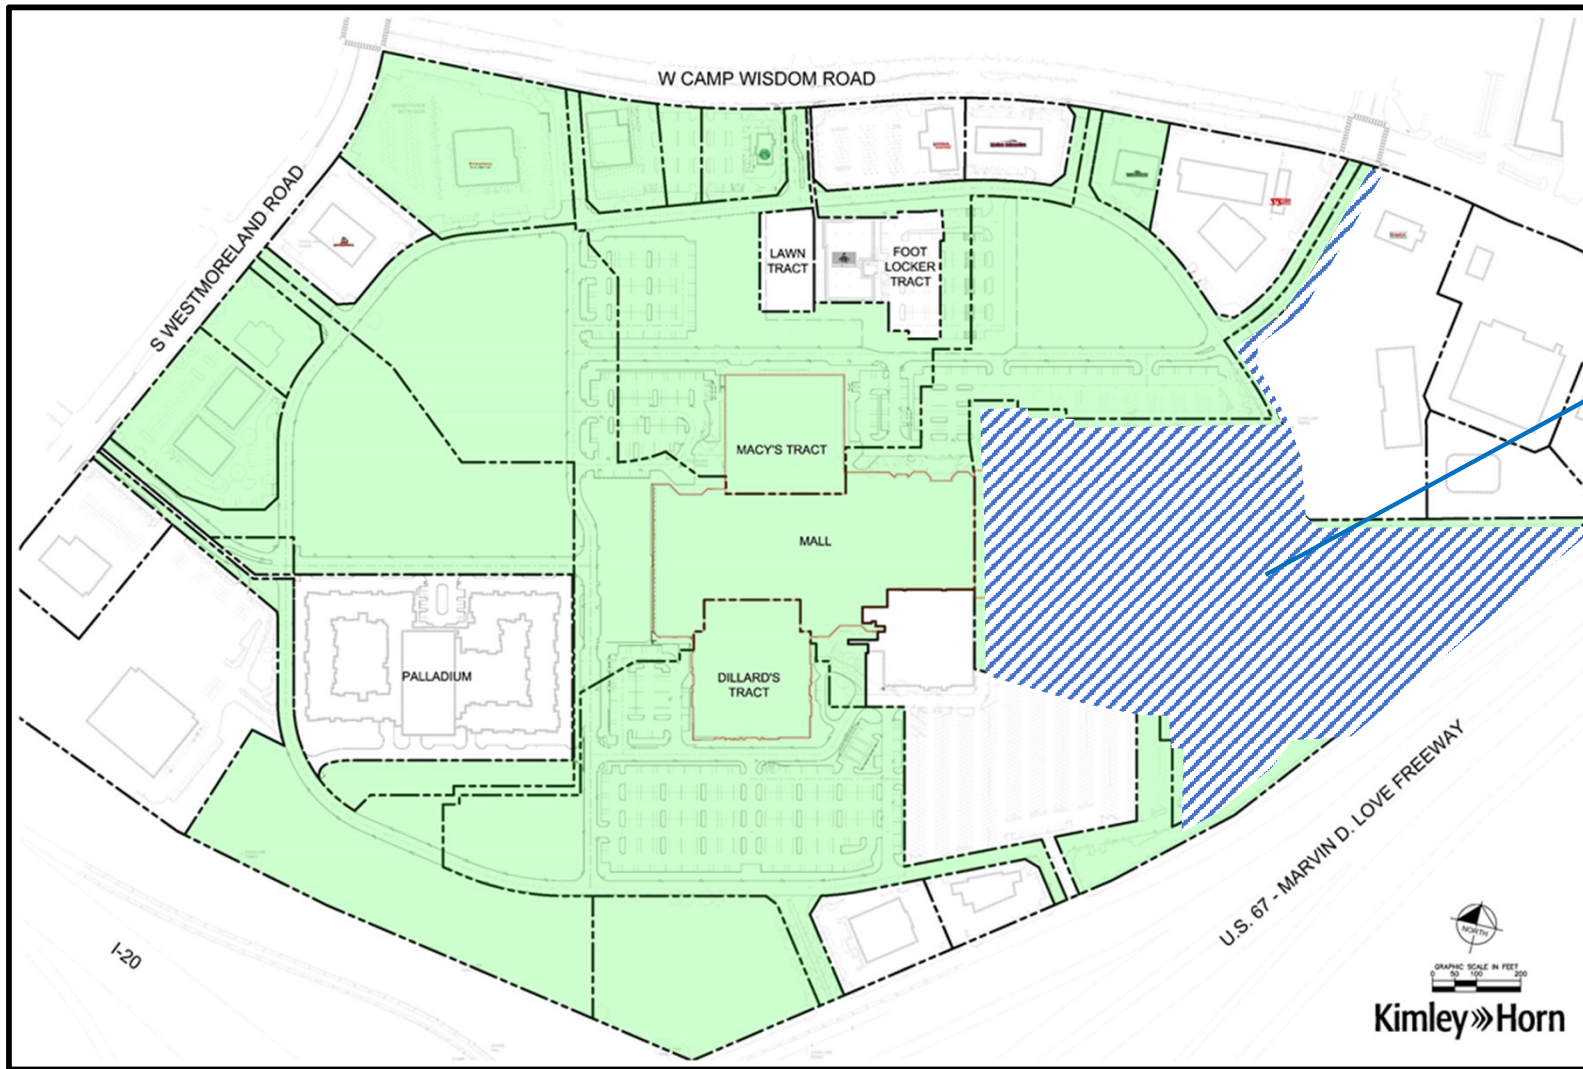 W CAMP WISDOM ROAD
S WESTMORELAND ROAD
LAWN
TRACT
FOOT
LOCKER
TRACT
MACY'S TRACT
MALL
PALLADIUM
DILLARD'S
TRACT
U.S. 67 - MARVIN D. LOVE FREEWAY
I-20
NORTH
GRAPHIC SCALE IN FEET
0 50 100 200
Kimley»Horn